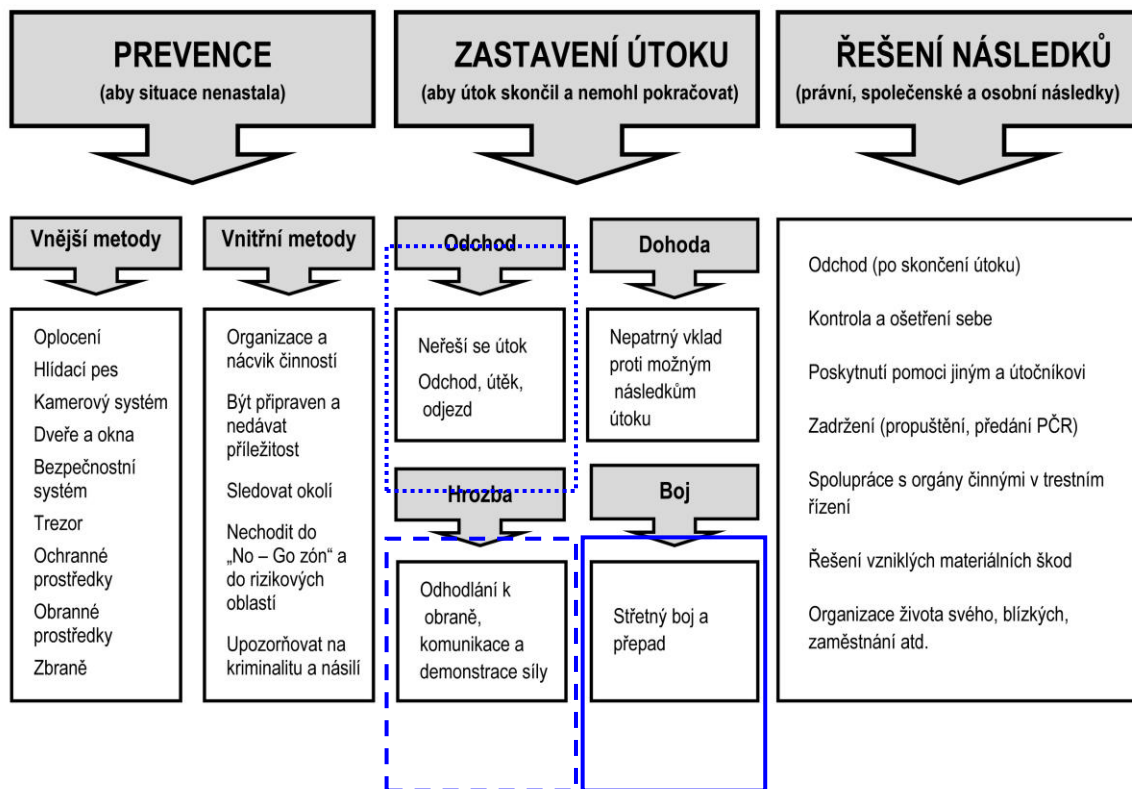 PREVENCE
(aby situace nenastala)
ZASTAVENÍ ÚTOKU
(aby útok skončil a nemohl pokračovat)
ŘEŠENÍ NÁSLEDKŮ
(právní, společenské a osobní následky)
Vnější metody
Oplocení
Hlídací pes
Kamerový systém
Dveře a okna
Bezpečnostní
systém
Trezor
Ochranné
prostředky
Obranné
prostředky
Zbraně
Vnitřní metody
Organizace a
nácvik činností
Být připraven a
nedávat
příležitost
Sledovat okolí
Nechodit do
„No – Go zón“ a
do rizikových
oblastí
Upozorňovat na
kriminalitu a násilí
Odchod
Neřeší se útok
Odchod, útěk,
odjezd
Dohoda
Nepatrný vklad
proti možným
následkům
útoku
Hrozba
Odhodlání k
obraně,
komunikace a
demonstrace síly
Boj
Střetný boj a
přepad
Odchod (po skončení útoku)
Kontrola a ošetření sebe
Poskytnutí pomoci jiným a útočníkovi
Zadržení (propuštění, předání PČR)
Spolupráce s orgány činnými v trestním
řízení
Řešení vzniklých materiálních škod
Organizace života svého, blízkých,
zaměstnání atd.